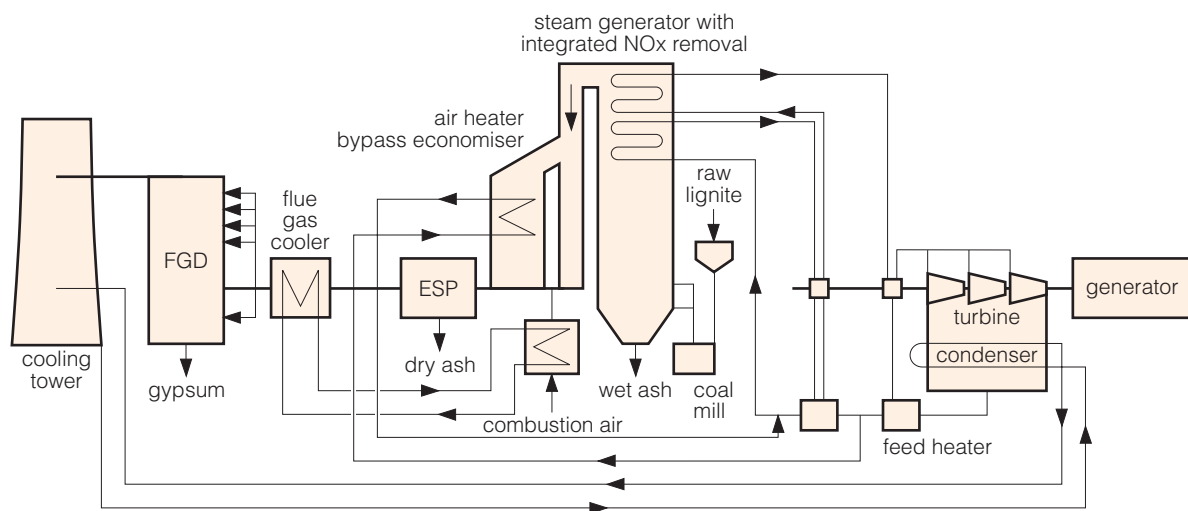 steam generator with
integrated NOx removal
air heater
bypass economiser
raw
lignite
flue
gas
cooler
FGD
ESP
generator
turbine
condenser
cooling
tower
gypsum
dry ash
wet ash
coal
mill
combustion air
feed heater